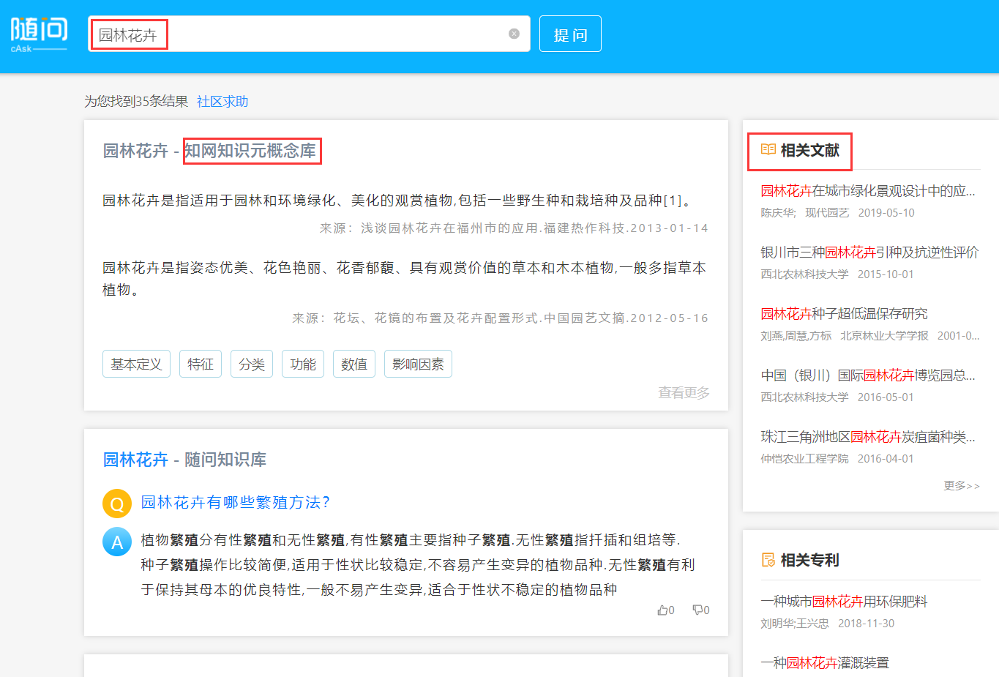 随问
cAsk
园林花卉
提问
为您找到35条结果 社区求助
园林花卉 - 知网知识元概念库
园林花卉是指适用于园林和环境绿化、美化的观赏植物,包括一些野生种和栽培种及品种[1]。
来源：浅谈园林花卉在福州市的应用.福建热作科技.2013-01-14
园林花卉是指姿态优美、花色艳丽、花香郁馥、具有观赏价值的草本和木本植物,一般多指草本
植物。
来源：花坛、花镜的布置及花卉配置形式.中国园艺文摘.2012-05-16
基本定义 特征 分类 功能 数值 影响因素
查看更多
园林花卉 - 随问知识库
Q 园林花卉有哪些繁殖方法？
A 植物繁殖分有性繁殖和无性繁殖,有性繁殖主要指种子繁殖.无性繁殖指扦插和组培等.
种子繁殖操作比较简便,适用于性状比较稳定,不容易产生变异的植物品种.无性繁殖有利
于保持其母本的优良特性,一般不易产生变异,适合于性状不稳定的植物品种
0 0
相关文献
园林花卉在城市绿化景观设计中的应...
陈庆华; 现代园艺 2019-05-10
银川市三种园林花卉引种及抗逆性评价
西北农林科技大学 2015-10-01
园林花卉种子超低温保存研究
刘燕,周慧,方标 北京林业大学学报 2001-0...
中国（银川）国际园林花卉博览园总...
西北农林科技大学 2016-05-01
珠江三角洲地区园林花卉炭疽菌种类...
仲恺农业工程学院 2016-04-01
更多>>
相关专利
一种城市园林花卉用环保肥料
刘明华;王兴忠 2018-11-30
一种园林花卉灌溉装置